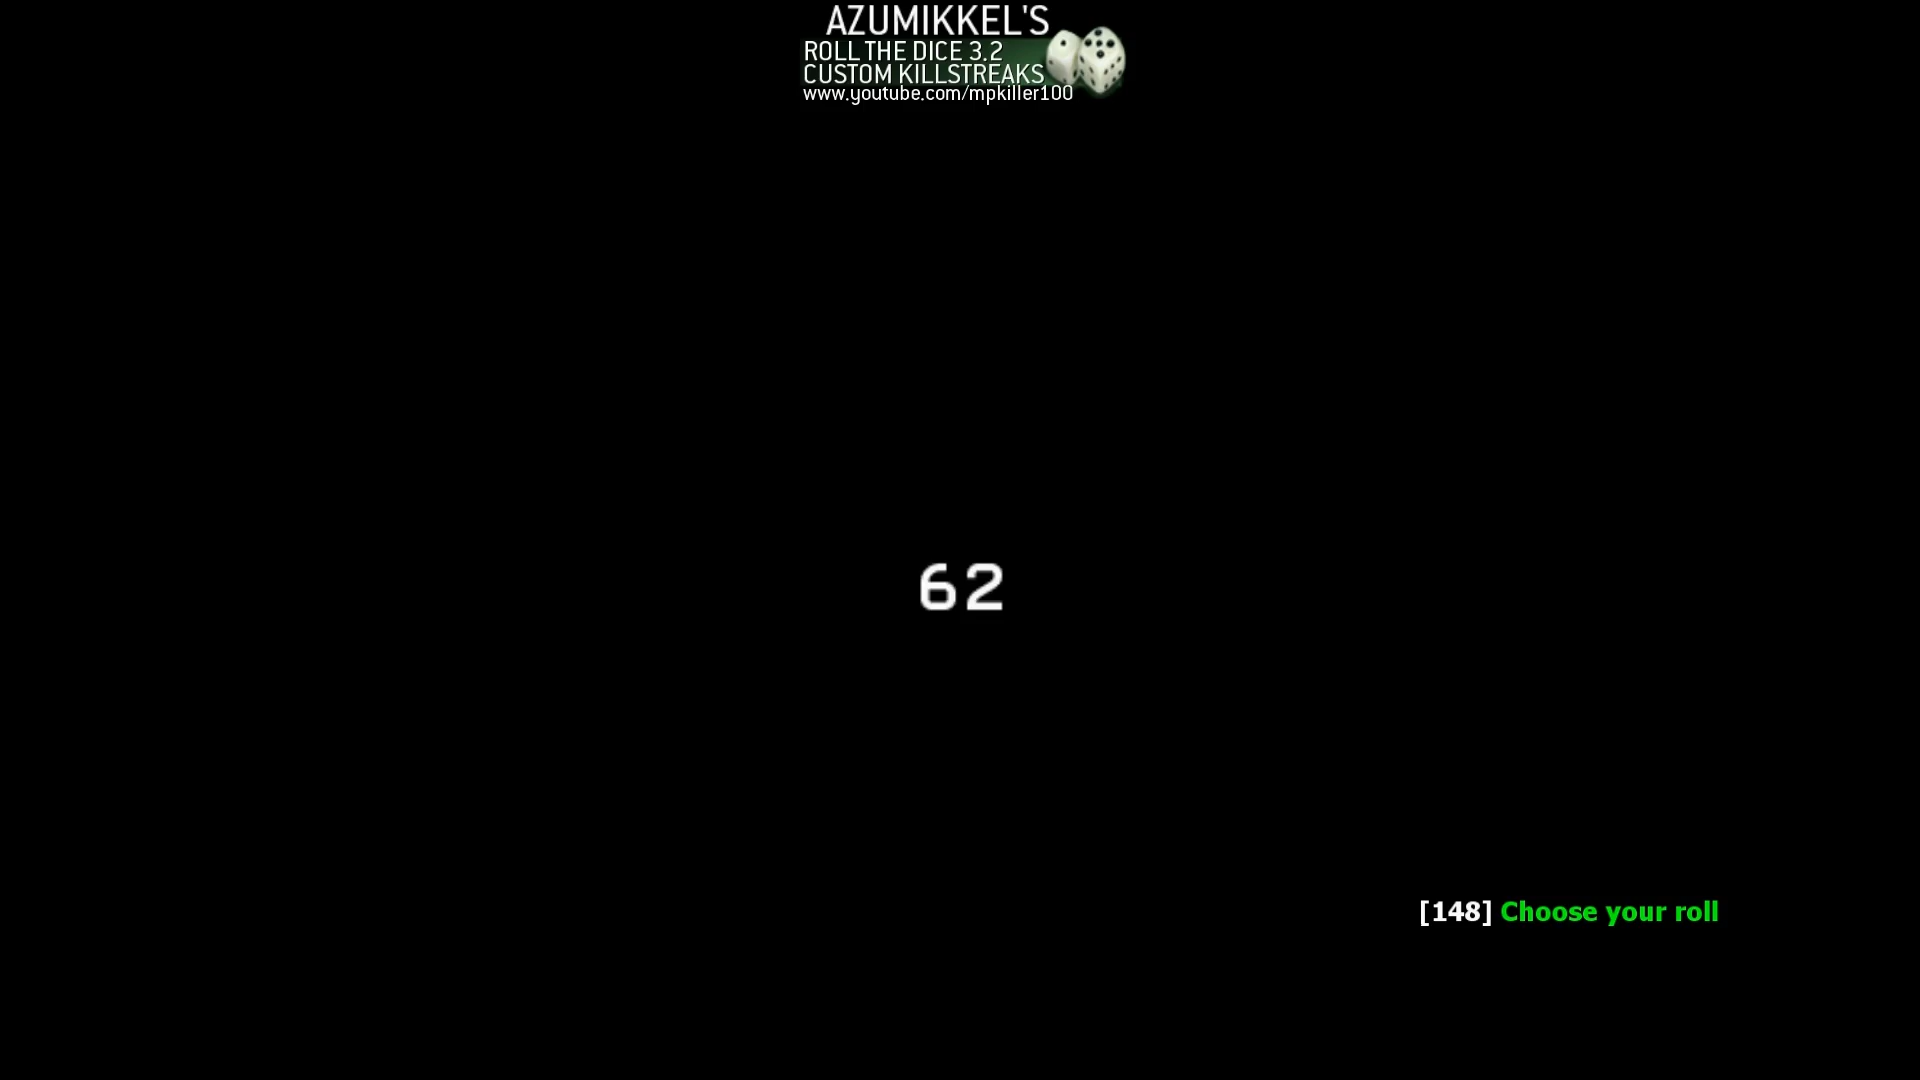 AZUMIKKEL'S
ROLL THE DICE 3.2
CUSTOM KILLSTREAKS
www.youtube.com/mpkiller100
62
[148] Choose your roll